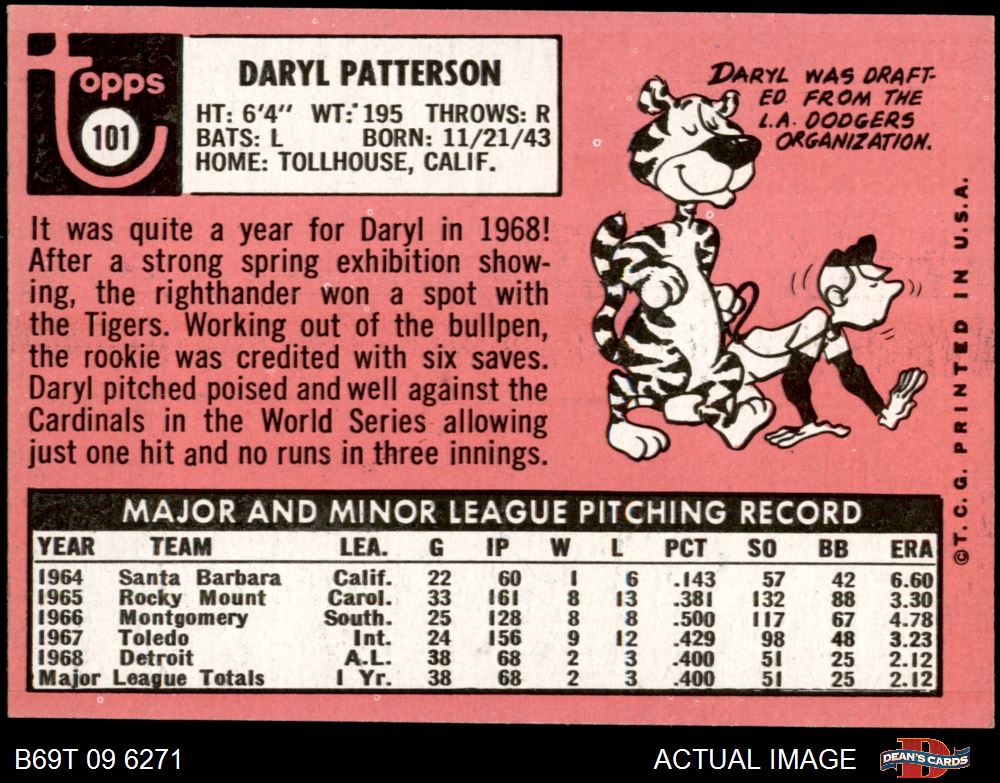 topps
101
DARYL PATTERSON
HT: 6'4" WT: 195 THROWS: R
BATS: L BORN: 11/21/43
HOME: TOLLHOUSE, CALIF.
DARYL WAS DRAFT-
ED FROM THE
L.A. DODGERS
ORGANIZATION.
It was quite a year for Daryl in 1968!
After a strong spring exhibition show-
ing, the righthander won a spot with
the Tigers. Working out of the bullpen,
the rookie was credited with six saves.
Daryl pitched poised and well against the
Cardinals in the World Series allowing
just one hit and no runs in three innings.
©T.C.G. PRINTED IN U.S.A.
MAJOR AND MINOR LEAGUE PITCHING RECORD
YEAR TEAM LEA. G IP W L PCT SO BB ERA
1964 Santa Barbara Calif. 22 60 1 6 .143 57 42 6.60
1965 Rocky Mount Carol. 33 161 8 13 .381 132 88 3.30
1966 Montgomery South. 25 128 8 8 .500 117 67 4.78
1967 Toledo Int. 24 156 9 12 .429 98 48 3.23
1968 Detroit A.L. 38 68 2 3 .400 51 25 2.12
Major League Totals 1 Yr. 38 68 2 3 .400 51 25 2.12
B69T 09 6271 ACTUAL IMAGE DEAN'S CARDS